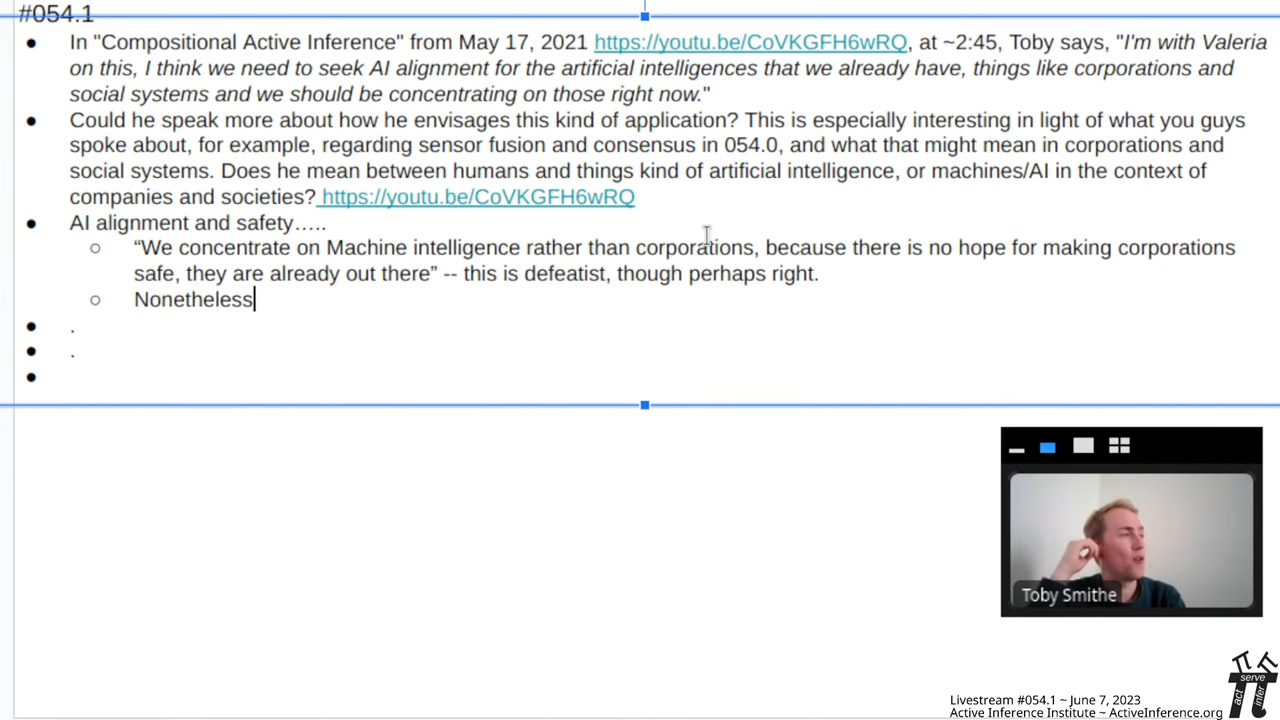 #054.1
● In "Compositional Active Inference" from May 17, 2021 https://youtu.be/CoVKGFH6wRQ, at ~2:45, Toby says, "I'm with Valeria
on this, I think we need to seek AI alignment for the artificial intelligences that we already have, things like corporations and
social systems and we should be concentrating on those right now."
● Could he speak more about how he envisages this kind of application? This is especially interesting in light of what you guys
spoke about, for example, regarding sensor fusion and consensus in 054.0, and what that might mean in corporations and
social systems. Does he mean between humans and things kind of artificial intelligence, or machines/AI in the context of
companies and societies? https://youtu.be/CoVKGFH6wRQ
● AI alignment and safety…..
○ “We concentrate on Machine intelligence rather than corporations, because there is no hope for making corporations
safe, they are already out there” -- this is defeatist, though perhaps right.
○ Nonetheless
● .
● .
●
Toby Smithe
π π
serve
act infer
Livestream #054.1 ~ June 7, 2023
Active Inference Institute ~ ActiveInference.org